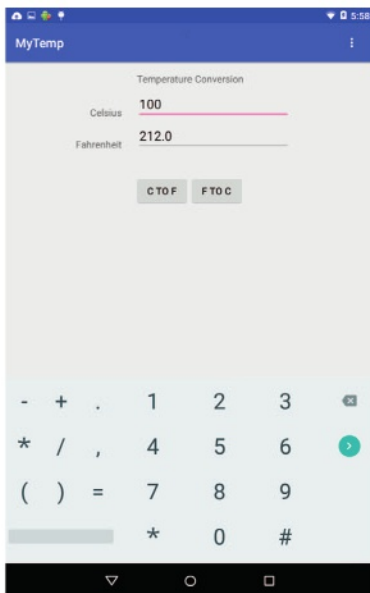 5:58
MyTemp
Temperature Conversion
Celsius 100
Fahrenheit 212.0
C TO F F TO C
- + . 1 2 3
* / , 4 5 6
( ) = 7 8 9
* 0 #